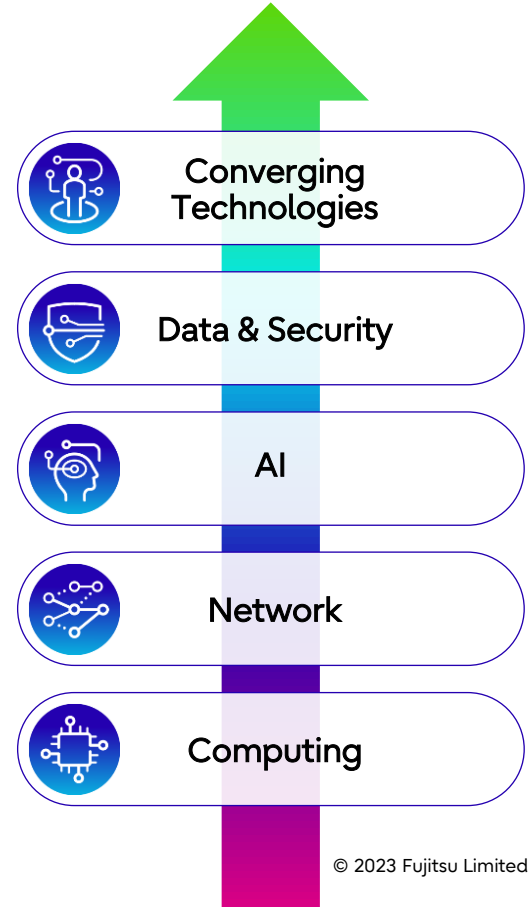 Converging
Technologies
Data & Security
AI
Network
Computing
© 2023 Fujitsu Limited